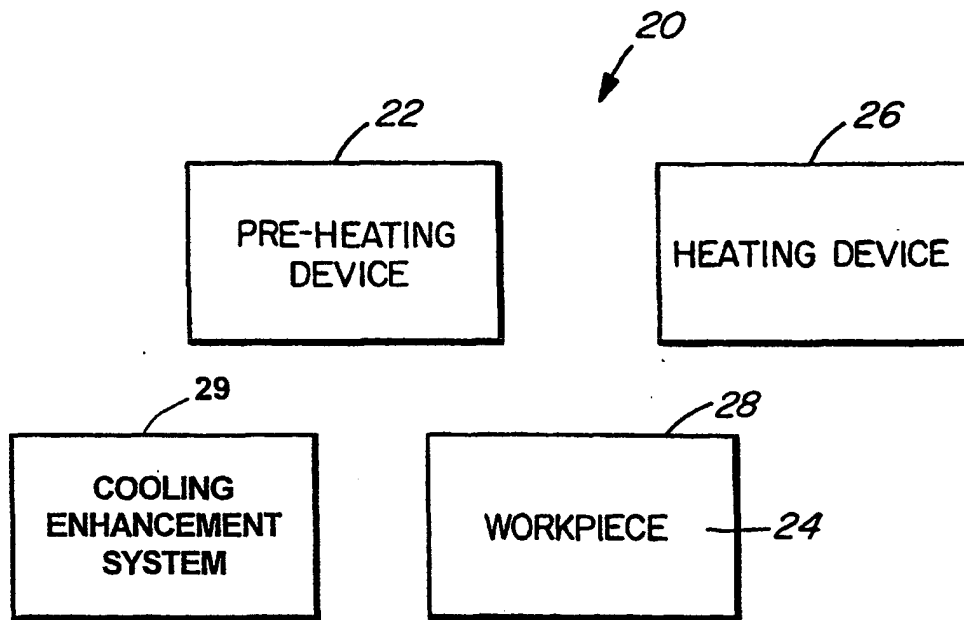 20
22
26
PRE-HEATING
DEVICE
HEATING DEVICE
29
28
COOLING
ENHANCEMENT
SYSTEM
WORKPIECE
24